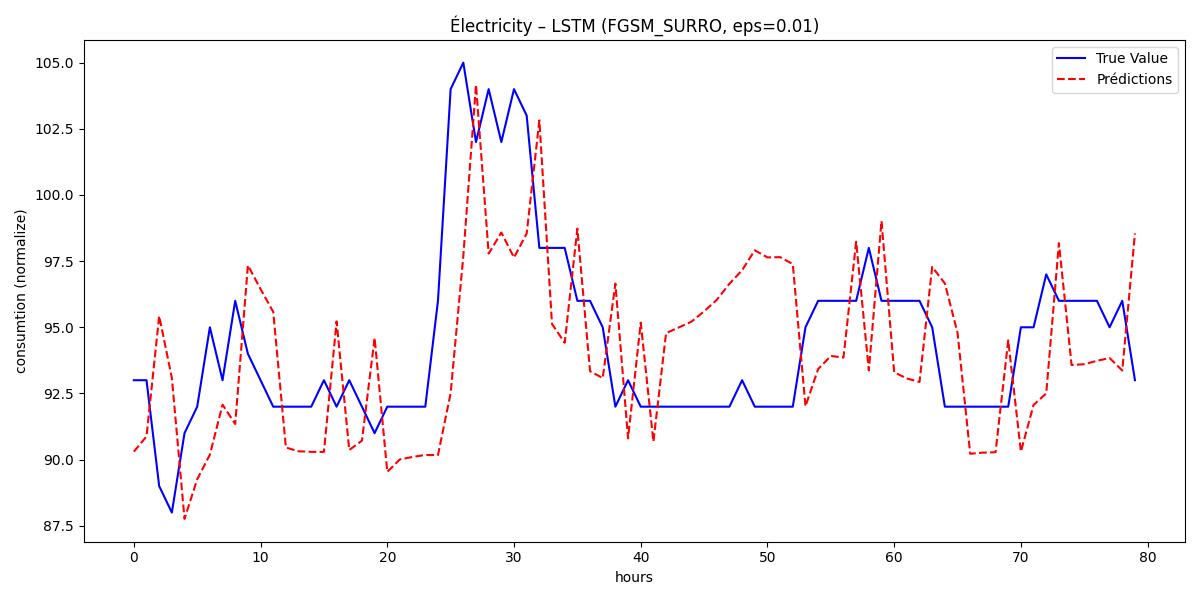 Électricity – LSTM (FGSM_SURRO, eps=0.01)
True Value
Prédictions
consumtion (normalize)
105.0
102.5
100.0
97.5
95.0
92.5
90.0
87.5
0 10 20 30 40 50 60 70 80
hours